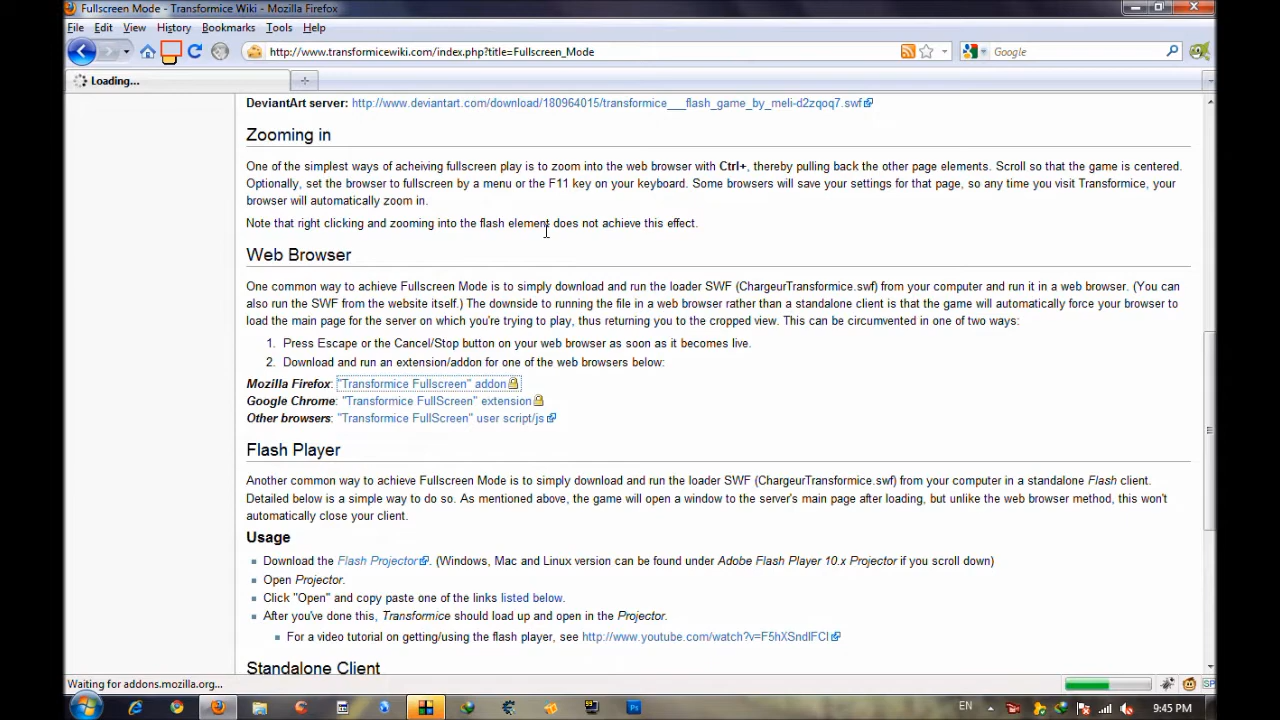 Fullscreen Mode - Transformice Wiki - Mozilla Firefox
File Edit View History Bookmarks Tools Help
http://www.transformicewiki.com/index.php?title=Fullscreen_Mode Google
Loading...
DeviantArt server: http://www.deviantart.com/download/180964015/transformice___flash_game_by_meli-d2zqoq7.swf
Zooming in
One of the simplest ways of acheiving fullscreen play is to zoom into the web browser with Ctrl+, thereby pulling back the other page elements. Scroll so that the game is centered.
Optionally, set the browser to fullscreen by a menu or the F11 key on your keyboard. Some browsers will save your settings for that page, so any time you visit Transformice, your
browser will automatically zoom in.
Note that right clicking and zooming into the flash element does not achieve this effect.
Web Browser
One common way to achieve Fullscreen Mode is to simply download and run the loader SWF (ChargeurTransformice.swf) from your computer and run it in a web browser. (You can
also run the SWF from the website itself.) The downside to running the file in a web browser rather than a standalone client is that the game will automatically force your browser to
load the main page for the server on which you're trying to play, thus returning you to the cropped view. This can be circumvented in one of two ways:
1. Press Escape or the Cancel/Stop button on your web browser as soon as it becomes live.
2. Download and run an extension/addon for one of the web browsers below:
Mozilla Firefox: "Transformice Fullscreen" addon
Google Chrome: "Transformice FullScreen" extension
Other browsers: "Transformice FullScreen" user script/js
Flash Player
Another common way to achieve Fullscreen Mode is to simply download and run the loader SWF (ChargeurTransformice.swf) from your computer in a standalone Flash client.
Detailed below is a simple way to do so. As mentioned above, the game will open a window to the server's main page after loading, but unlike the web browser method, this won't
automatically close your client.
Usage
Download the Flash Projector. (Windows, Mac and Linux version can be found under Adobe Flash Player 10.x Projector if you scroll down)
Open Projector.
Click "Open" and copy paste one of the links listed below.
After you've done this, Transformice should load up and open in the Projector.
For a video tutorial on getting/using the flash player, see http://www.youtube.com/watch?v=F5hXSndlFCI
Standalone Client
Waiting for addons.mozilla.org... SP
EN 9:45 PM